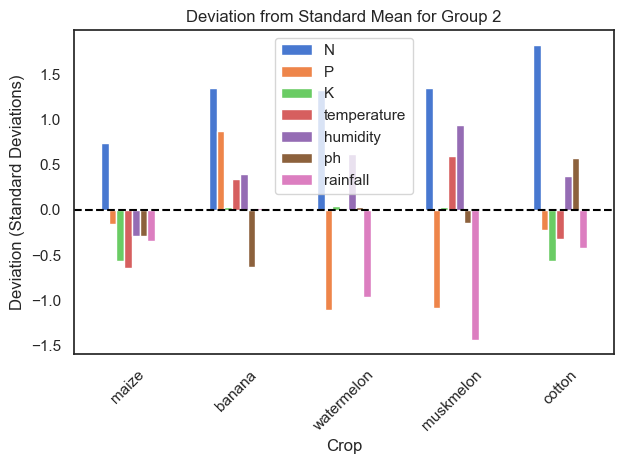 Deviation from Standard Mean for Group 2
N
P
K
temperature
humidity
ph
rainfall
Deviation (Standard Deviations)
1.5
1.0
0.5
0.0
−0.5
−1.0
−1.5
maize
banana
watermelon
muskmelon
cotton
Crop